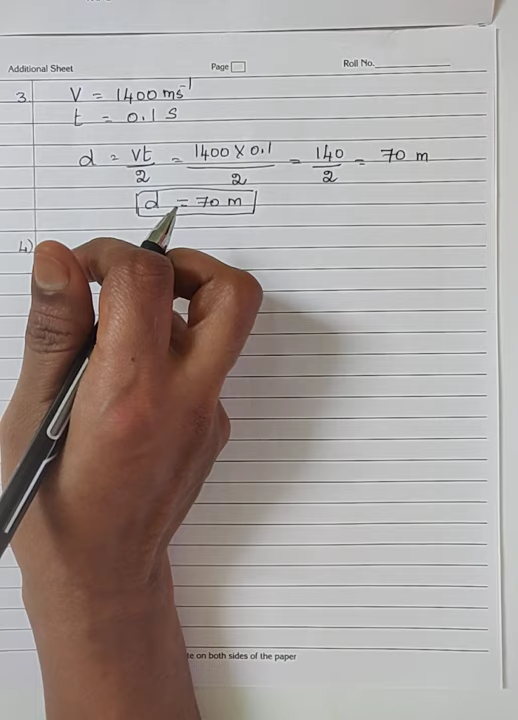 Additional Sheet Page Roll No.
3. V = 1400 ms⁻¹
t = 0.1 s
d = Vt/2 = 1400 X 0.1/2 = 140/2 = 70 m
d = 70 m
4)
te on both sides of the paper